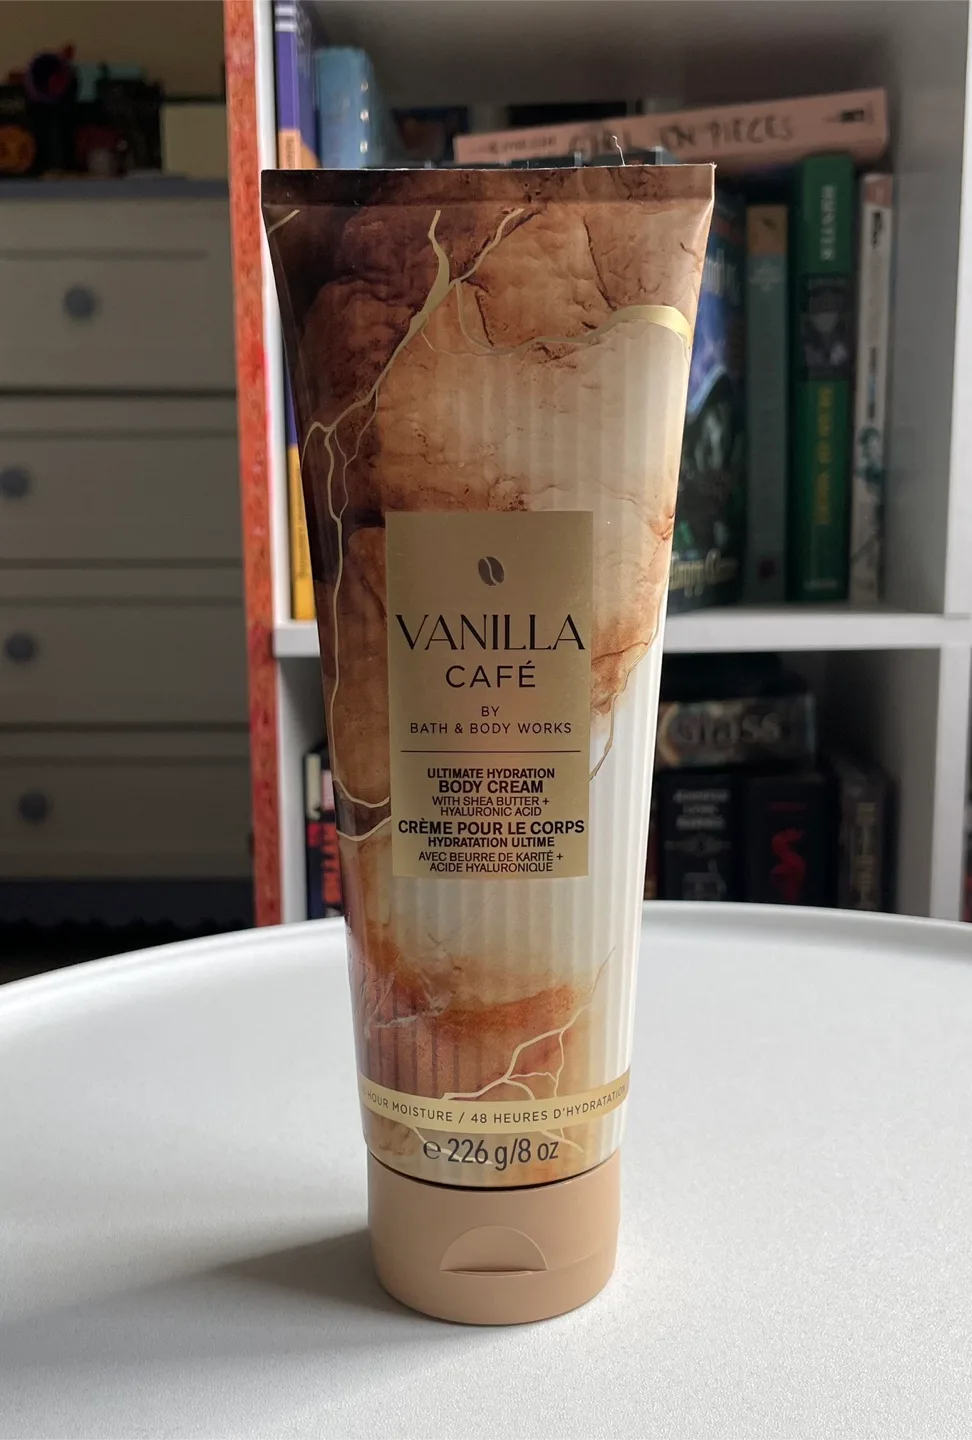 GIRL IN PIECES
VANILLA
CAFÉ
BY
BATH & BODY WORKS
ULTIMATE HYDRATION
BODY CREAM
WITH SHEA BUTTER +
HYALURONIC ACID
CRÈME POUR LE CORPS
HYDRATATION ULTIME
AVEC BEURRE DE KARITÉ +
ACIDE HYALURONIQUE
HOUR MOISTURE / 48 HEURES D'HYDRATATION
℮ 226 g/8 oz
Glass